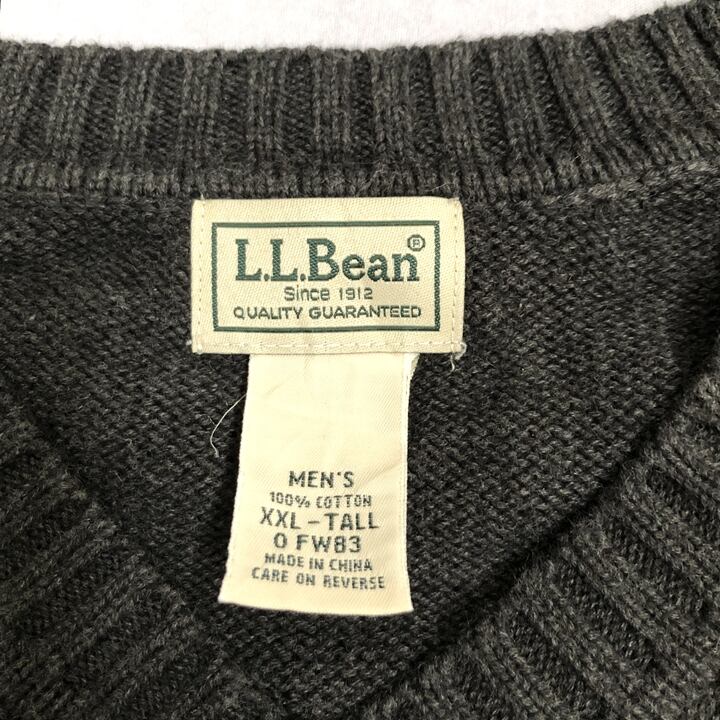 L.L.Bean®
Since 1912
QUALITY GUARANTEED
MEN'S
100% COTTON
XXL-TALL
0 FW83
MADE IN CHINA
CARE ON REVERSE